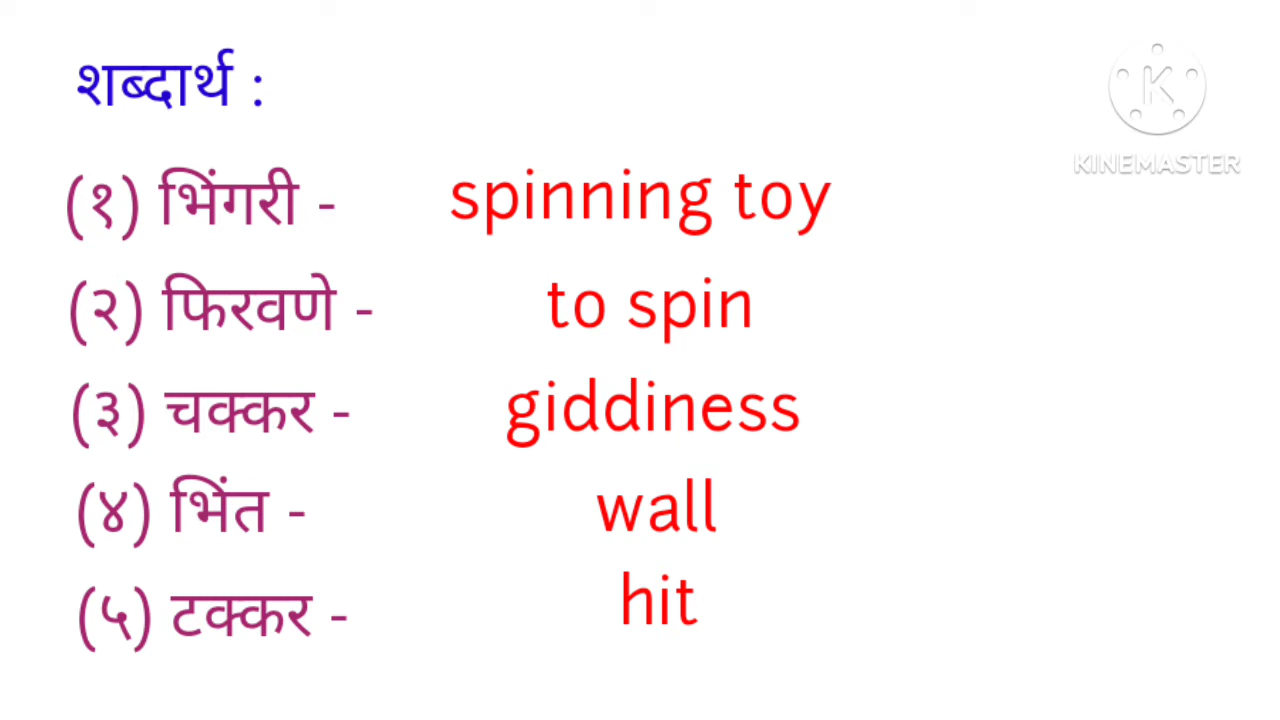 शब्दार्थ :
K
KINEMASTER
(१) भिंगरी - spinning toy
(२) फिरवणे - to spin
(३) चक्कर - giddiness
(४) भिंत - wall
(५) टक्कर - hit